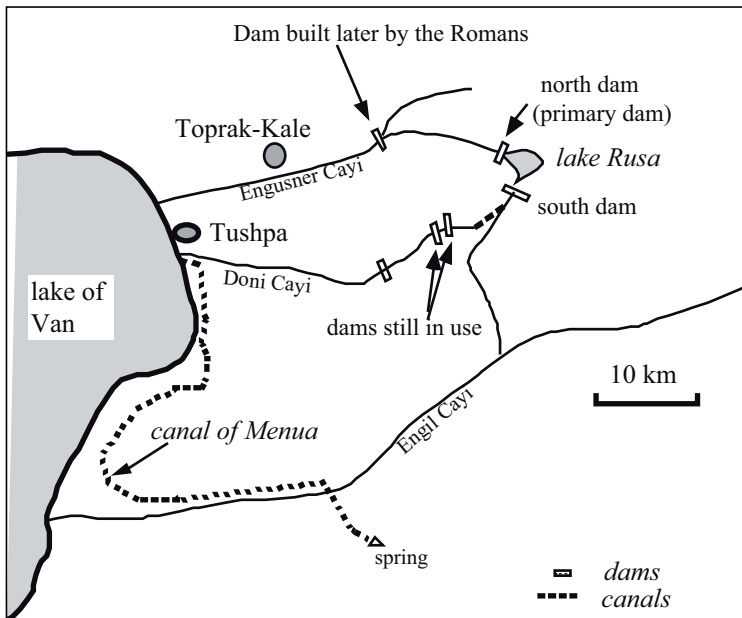 Dam built later by the Romans
north dam
(primary dam)
Toprak-Kale
lake Rusa
Engusner Cayi
south dam
Tushpa
Doni Cayi
lake of
Van
dams still in use
10 km
Engil Cayi
canal of Menua
spring
dams
canals